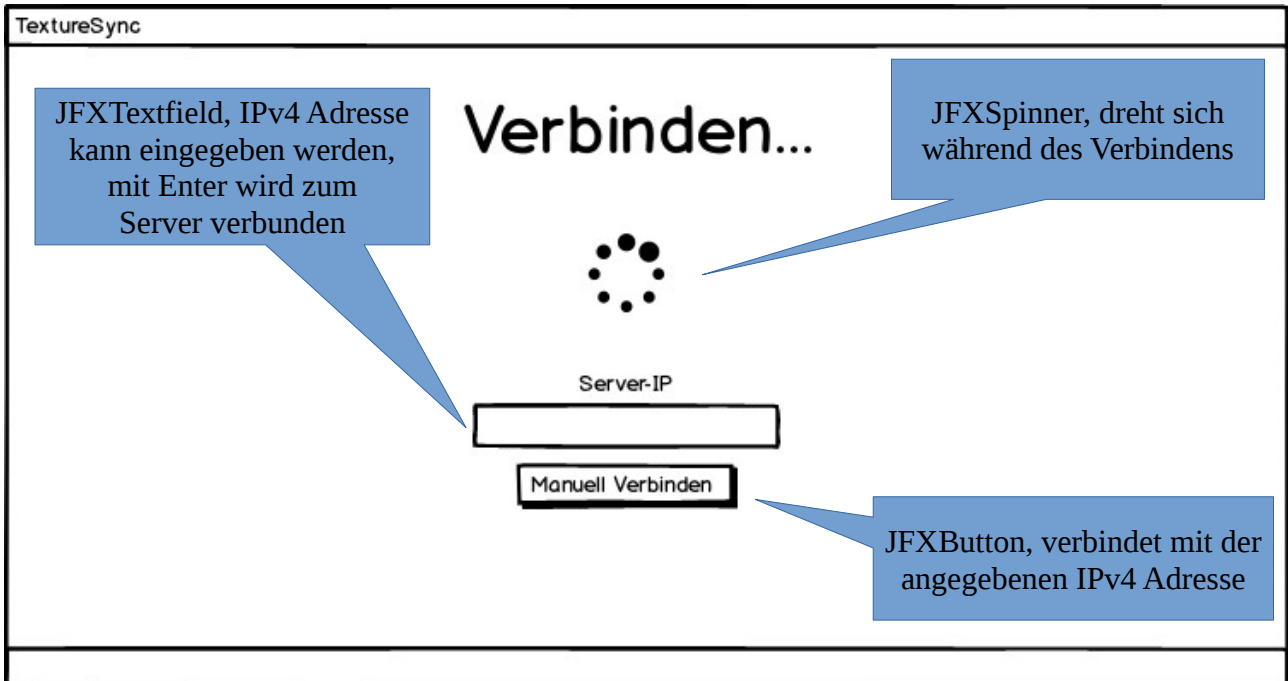 TextureSync
JFXTextfield, IPv4 Adresse
kann eingegeben werden,
mit Enter wird zum
Server verbunden
Verbinden...
JFXSpinner, dreht sich
während des Verbindens
Server-IP
Manuell Verbinden
JFXButton, verbindet mit der
angegebenen IPv4 Adresse